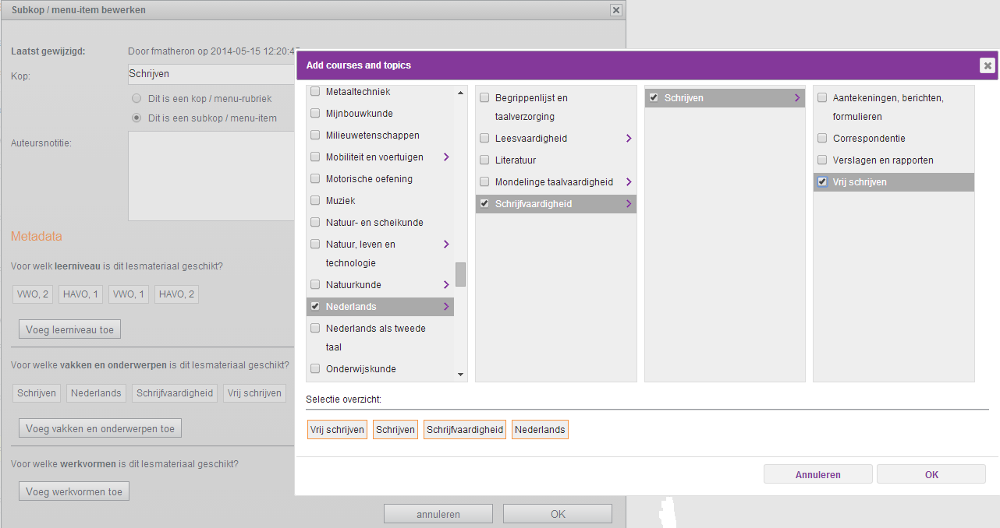 Subkop / menu-item bewerken
Laatst gewijzigd:
Door fmatheron op 2014-05-15 12:20:4
Kop:
Schrijven
Dit is een kop / menu-rubriek
Dit is een subkop / menu-item
Auteursnotitie:
Metadata
Voor welk leerniveau is dit lesmateriaal geschikt?
VWO, 2
HAVO, 1
VWO, 1
HAVO, 2
Voeg leerniveau toe
Voor welke vakken en onderwerpen is dit lesmateriaal geschikt?
Schrijven
Nederlands
Schrijfvaardigheid
Vrij schrijven
Voeg vakken en onderwerpen toe
Voor welke werkvormen is dit lesmateriaal geschikt?
Voeg werkvormen toe
annuleren
OK
Add courses and topics
Metaaltechniek
Mijnbouwkunde
Milieuwetenschappen
Mobiliteit en voertuigen
Motorische oefening
Muziek
Natuur- en scheikunde
Natuur, leven en
technologie
Natuurkunde
Nederlands
Nederlands als tweede
taal
Onderwijskunde
Begrippenlijst en
taalverzorging
Leesvaardigheid
Literatuur
Mondelinge taalvaardigheid
Schrijfvaardigheid
Schrijven
Aantekeningen, berichten,
formulieren
Correspondentie
Verslagen en rapporten
Vrij schrijven
Selectie overzicht:
Vrij schrijven
Schrijven
Schrijfvaardigheid
Nederlands
Annuleren
OK